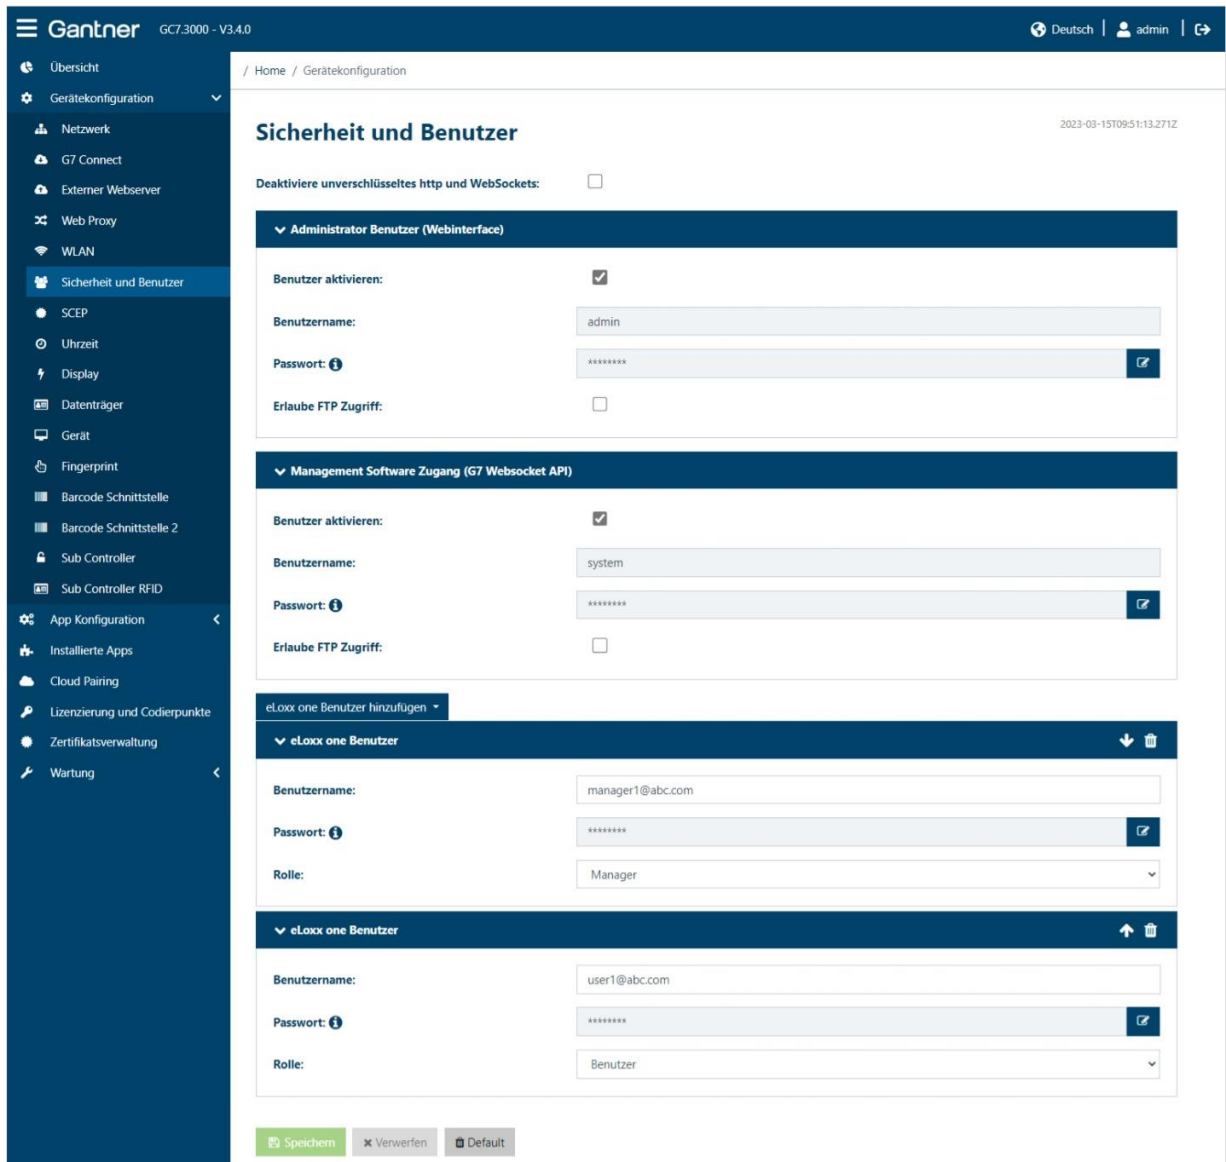 Gantner GC7.3000 - V3.4.0 Deutsch admin
Übersicht
Gerätekonfiguration
Netzwerk
G7 Connect
Externer Webserver
Web Proxy
WLAN
Sicherheit und Benutzer
SCEP
Uhrzeit
Display
Datenträger
Gerät
Fingerprint
Barcode Schnittstelle
Barcode Schnittstelle 2
Sub Controller
Sub Controller RFID
App Konfiguration
Installierte Apps
Cloud Pairing
Lizenzierung und Codierpunkte
Zertifikatsverwaltung
Wartung
/ Home / Gerätekonfiguration
Sicherheit und Benutzer 2023-03-15T09:51:13.271Z
Deaktiviere unverschlüsseltes http und WebSockets:
Administrator Benutzer (Webinterface)
Benutzer aktivieren:
Benutzername: admin
Passwort: ********
Erlaube FTP Zugriff:
Management Software Zugang (G7 Websocket API)
Benutzer aktivieren:
Benutzername: system
Passwort: ********
Erlaube FTP Zugriff:
eLoxx one Benutzer hinzufügen
eLoxx one Benutzer
Benutzername: manager1@abc.com
Passwort: ********
Rolle: Manager
eLoxx one Benutzer
Benutzername: user1@abc.com
Passwort: ********
Rolle: Benutzer
Speichern Verwerfen Default